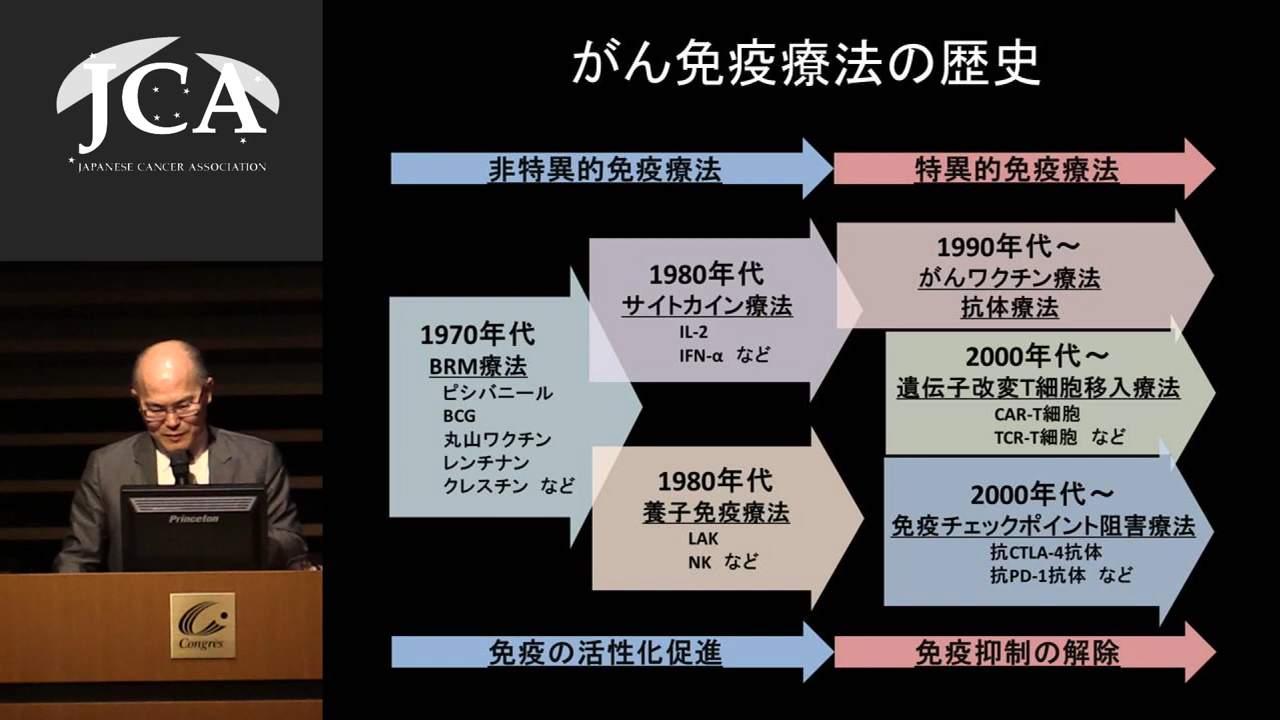 JCA
JAPANESE CANCER ASSOCIATION
がん免疫療法の歴史
非特異的免疫療法
特異的免疫療法
1970年代
BRM療法
ピシバニール
BCG
丸山ワクチン
レンチナン
クレスチン など
1980年代
サイトカイン療法
IL-2
IFN-α など
1980年代
養子免疫療法
LAK
NK など
1990年代～
がんワクチン療法
抗体療法
2000年代～
遺伝子改変T細胞移入療法
CAR-T細胞
TCR-T細胞 など
2000年代～
免疫チェックポイント阻害療法
抗CTLA-4抗体
抗PD-1抗体 など
免疫の活性化促進
免疫抑制の解除
Princeton
Congres